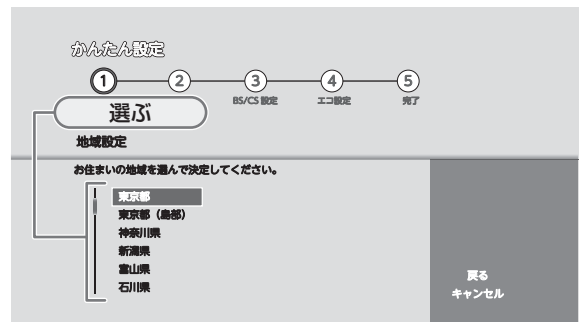 かんたん設定
1 2 3 4 5
選ぶ
BS/CS 設定
エコ設定
完了
地域設定
お住まいの地域を選んで決定してください。
東京都
東京都（島部）
神奈川県
新潟県
富山県
石川県
戻る
キャンセル